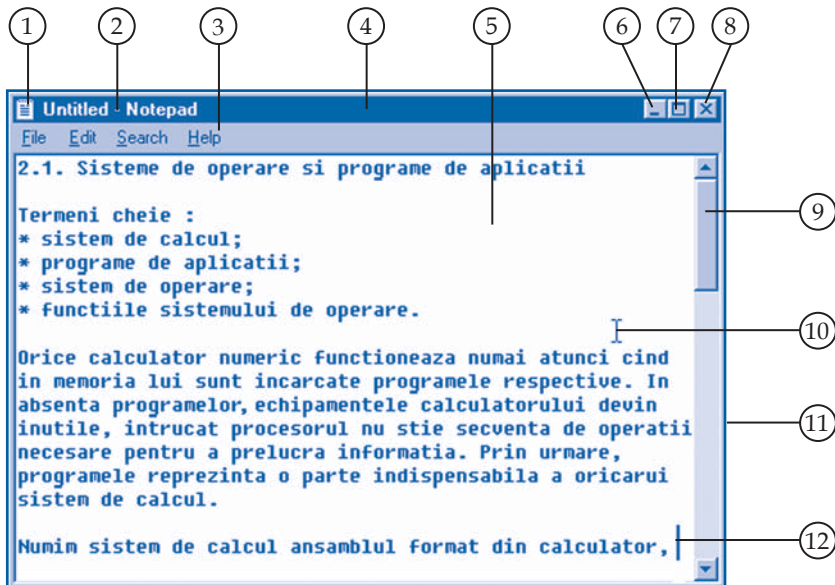 1 2 3 4 5 6 7 8
Untitled - Notepad
File Edit Search Help
2.1. Sisteme de operare si programe de aplicatii
Termeni cheie :
* sistem de calcul;
* programe de aplicatii;
9
* sistem de operare;
* functiile sistemului de operare.
10
Orice calculator numeric functioneaza numai atunci cind
in memoria lui sunt incarcate programele respective. In
absenta programelor, echipamentele calculatorului devin
11
inutile, intrucat procesorul nu stie secventa de operatii
necesare pentru a prelucra informatia. Prin urmare,
programele reprezinta o parte indispensabila a oricarui
sistem de calcul.
Numim sistem de calcul ansamblul format din calculator,
12